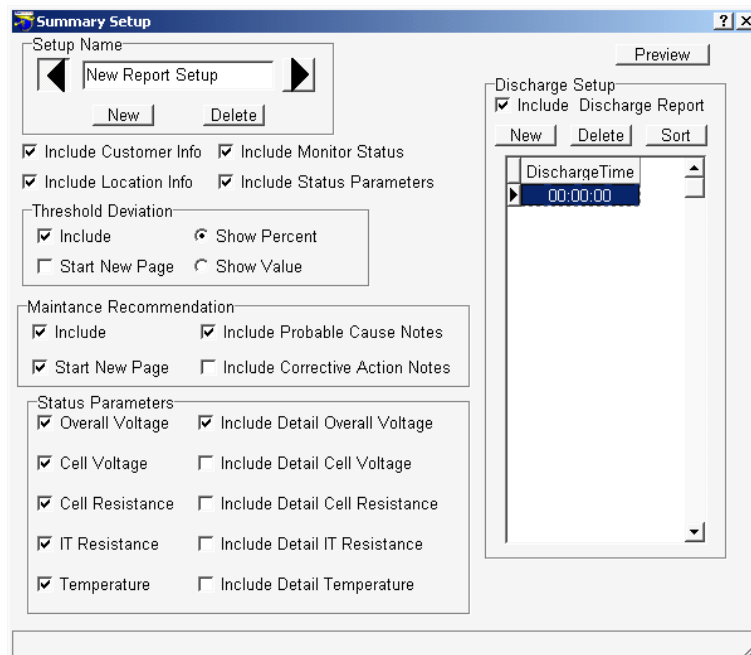 Summary Setup
Setup Name
New Report Setup
New Delete
Preview
Include Customer Info Include Monitor Status
Include Location Info Include Status Parameters
Threshold Deviation
Include Show Percent
Start New Page Show Value
Maintance Recommendation
Include Include Probable Cause Notes
Start New Page Include Corrective Action Notes
Status Parameters
Overall Voltage Include Detail Overall Voltage
Cell Voltage Include Detail Cell Voltage
Cell Resistance Include Detail Cell Resistance
IT Resistance Include Detail IT Resistance
Temperature Include Detail Temperature
Discharge Setup
Include Discharge Report
New Delete Sort
DischargeTime
00:00:00